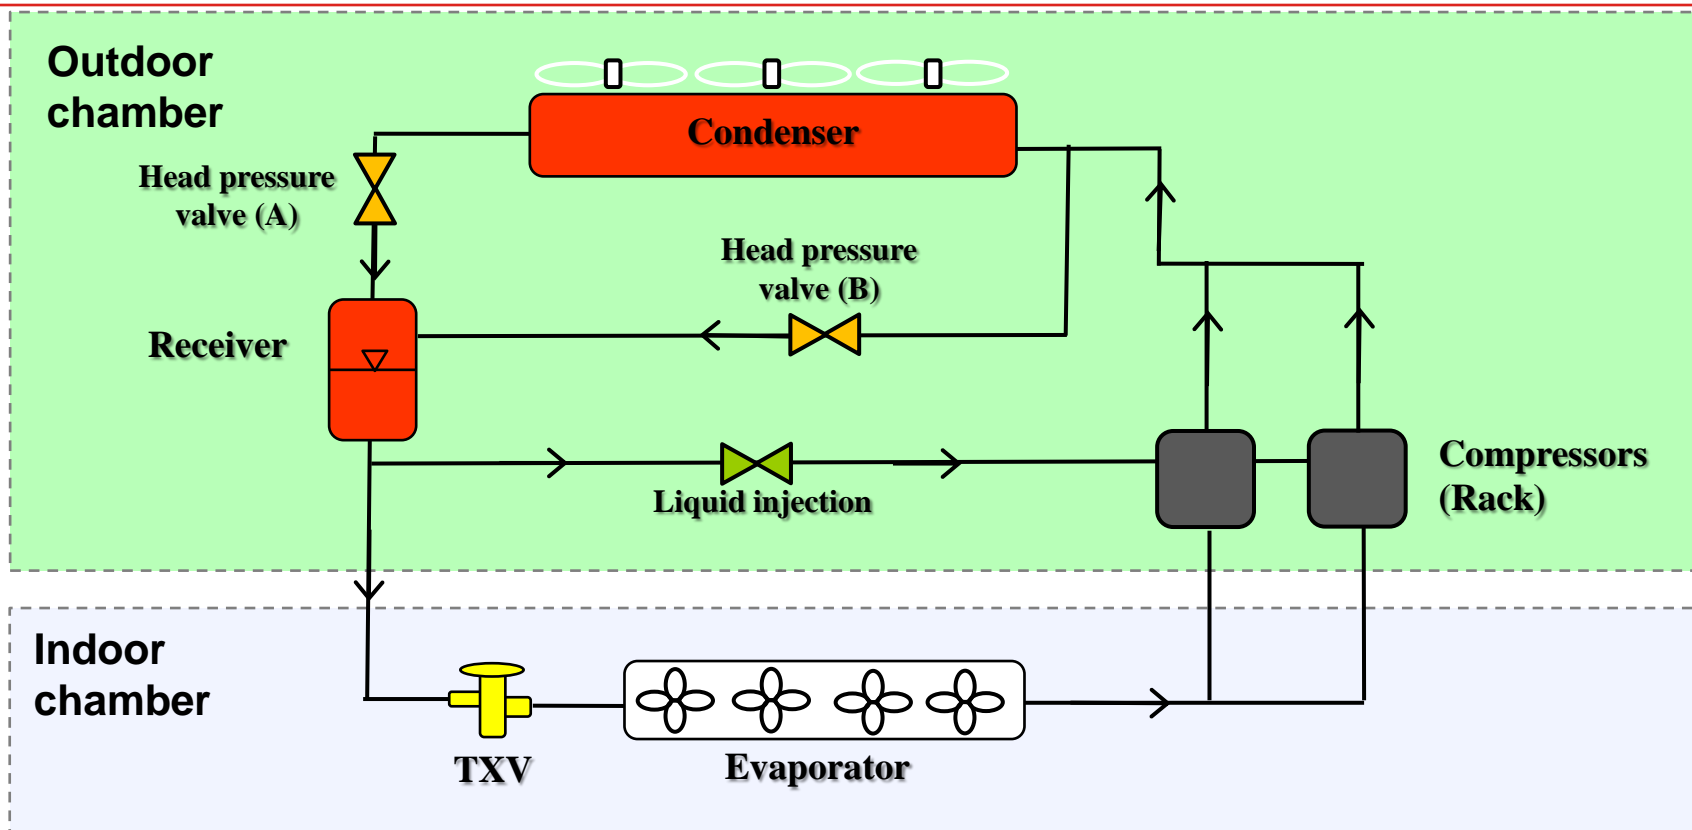 Outdoor
chamber
Condenser
Head pressure
valve (A)
Head pressure
valve (B)
Receiver
Compressors
(Rack)
Liquid injection
Indoor
chamber
TXV
Evaporator